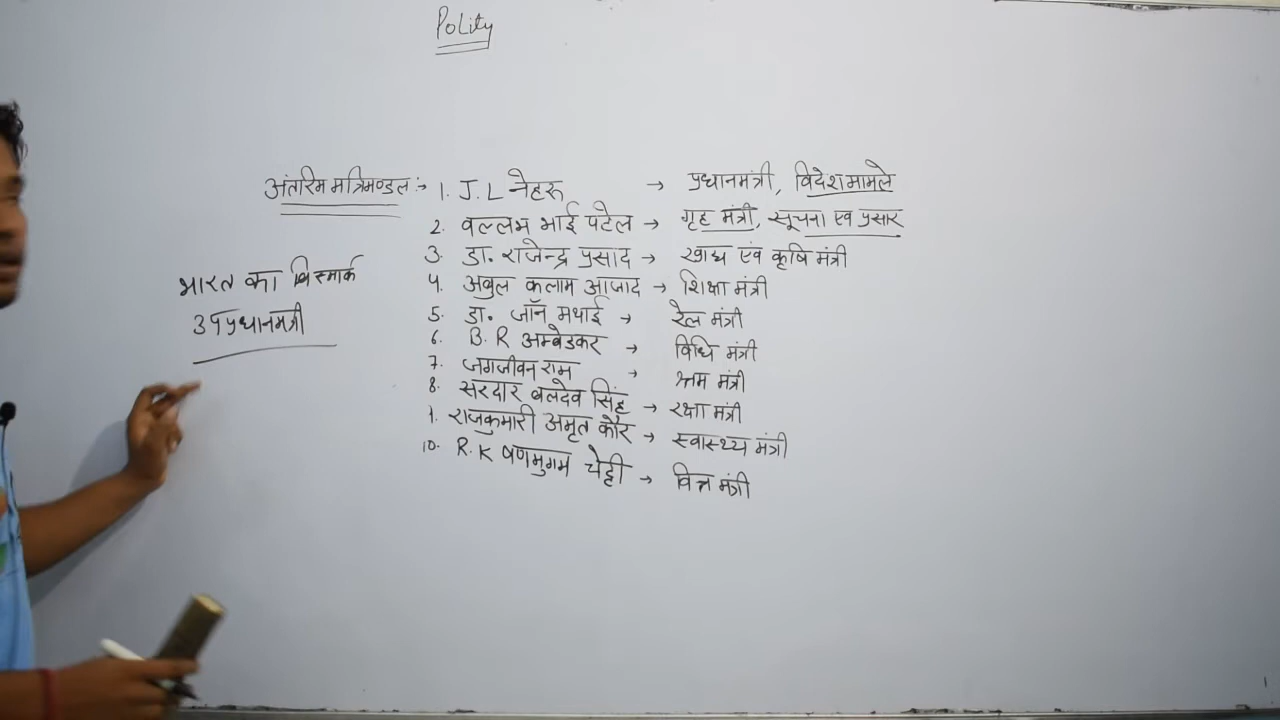 Polity
अंतरिम मत्रिमण्डल :→ 1. J.L नेहरू → प्रधानमंत्री, विदेश मामले
2. वल्लभ भाई पटेल → गृह मंत्री, सूचना एव प्रसार
3. डा. राजेन्द्र प्रसाद → खाद्य एंव कृषि मंत्री
4. अबुल कलाम आजाद → शिक्षा मंत्री
5. डा. जॉन मथाई → रेल मंत्री
6. B.R अम्बेडकर → विधि मंत्री
7. जगजीवन राम → श्रम मंत्री
8. सरदार बलदेव सिंह → रक्षा मंत्री
9. राजकुमारी अमृत कौर → स्वास्थ्य मंत्री
10. R.K षणमुगम चेट्टी → वित्त मंत्री
भारत का बिस्मार्क
उपप्रधानमंत्री